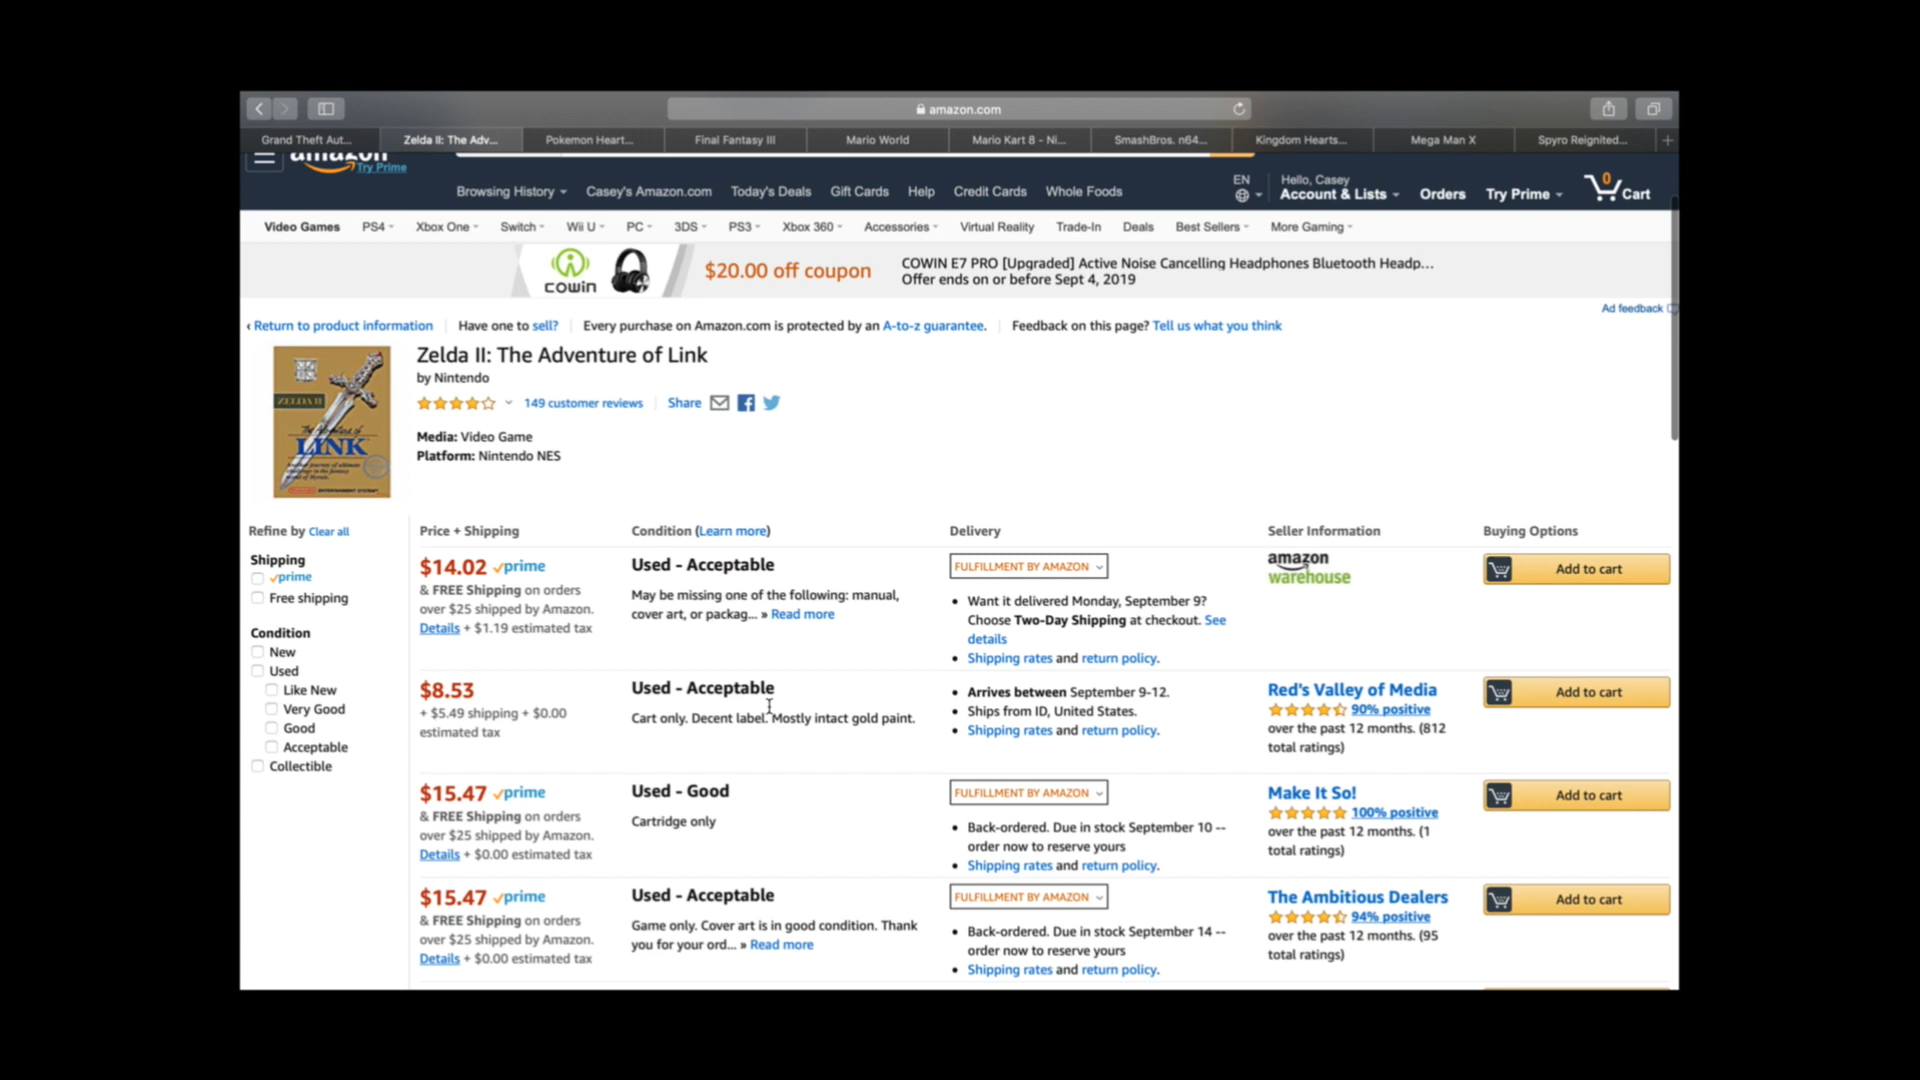 amazon.com
Grand Theft Aut...
Zelda II: The Adv...
Pokemon Heart...
Final Fantasy III
Mario World
Mario Kart 8 - Ni...
SmashBros. n64...
Kingdom Hearts...
Mega Man X
Spyro Reignited...
amazon
Try Prime
Browsing History
Casey's Amazon.com
Today's Deals
Gift Cards
Help
Credit Cards
Whole Foods
EN
Hello, Casey
Account & Lists
Orders
Try Prime
0
Cart
Video Games
PS4
Xbox One
Switch
Wii U
PC
3DS
PS3
Xbox 360
Accessories
Virtual Reality
Trade-In
Deals
Best Sellers
More Gaming
cowin
$20.00 off coupon
COWIN E7 PRO [Upgraded] Active Noise Cancelling Headphones Bluetooth Headp...
Offer ends on or before Sept 4, 2019
Ad feedback
‹ Return to product information
Have one to sell?
Every purchase on Amazon.com is protected by an A-to-z guarantee.
Feedback on this page? Tell us what you think
ZELDA II
The Adventure of
LINK
Zelda II: The Adventure of Link
by Nintendo
149 customer reviews
Share
Media: Video Game
Platform: Nintendo NES
Refine by Clear all
Shipping
prime
Free shipping
Condition
New
Used
Like New
Very Good
Good
Acceptable
Collectible
Price + Shipping
Condition (Learn more)
Delivery
Seller Information
Buying Options
$14.02 prime
& FREE Shipping on orders
over $25 shipped by Amazon.
Details + $1.19 estimated tax
Used - Acceptable
May be missing one of the following: manual,
cover art, or packag... » Read more
FULFILLMENT BY AMAZON
• Want it delivered Monday, September 9?
Choose Two-Day Shipping at checkout. See
details
• Shipping rates and return policy.
amazon
warehouse
Add to cart
$8.53
+ $5.49 shipping + $0.00
estimated tax
Used - Acceptable
Cart only. Decent label. Mostly intact gold paint.
• Arrives between September 9-12.
• Ships from ID, United States.
• Shipping rates and return policy.
Red's Valley of Media
90% positive
over the past 12 months. (812
total ratings)
Add to cart
$15.47 prime
& FREE Shipping on orders
over $25 shipped by Amazon.
Details + $0.00 estimated tax
Used - Good
Cartridge only
FULFILLMENT BY AMAZON
• Back-ordered. Due in stock September 10 --
order now to reserve yours
• Shipping rates and return policy.
Make It So!
100% positive
over the past 12 months. (1
total ratings)
Add to cart
$15.47 prime
& FREE Shipping on orders
over $25 shipped by Amazon.
Details + $0.00 estimated tax
Used - Acceptable
Game only. Cover art is in good condition. Thank
you for your ord... » Read more
FULFILLMENT BY AMAZON
• Back-ordered. Due in stock September 14 --
order now to reserve yours
• Shipping rates and return policy.
The Ambitious Dealers
94% positive
over the past 12 months. (95
total ratings)
Add to cart